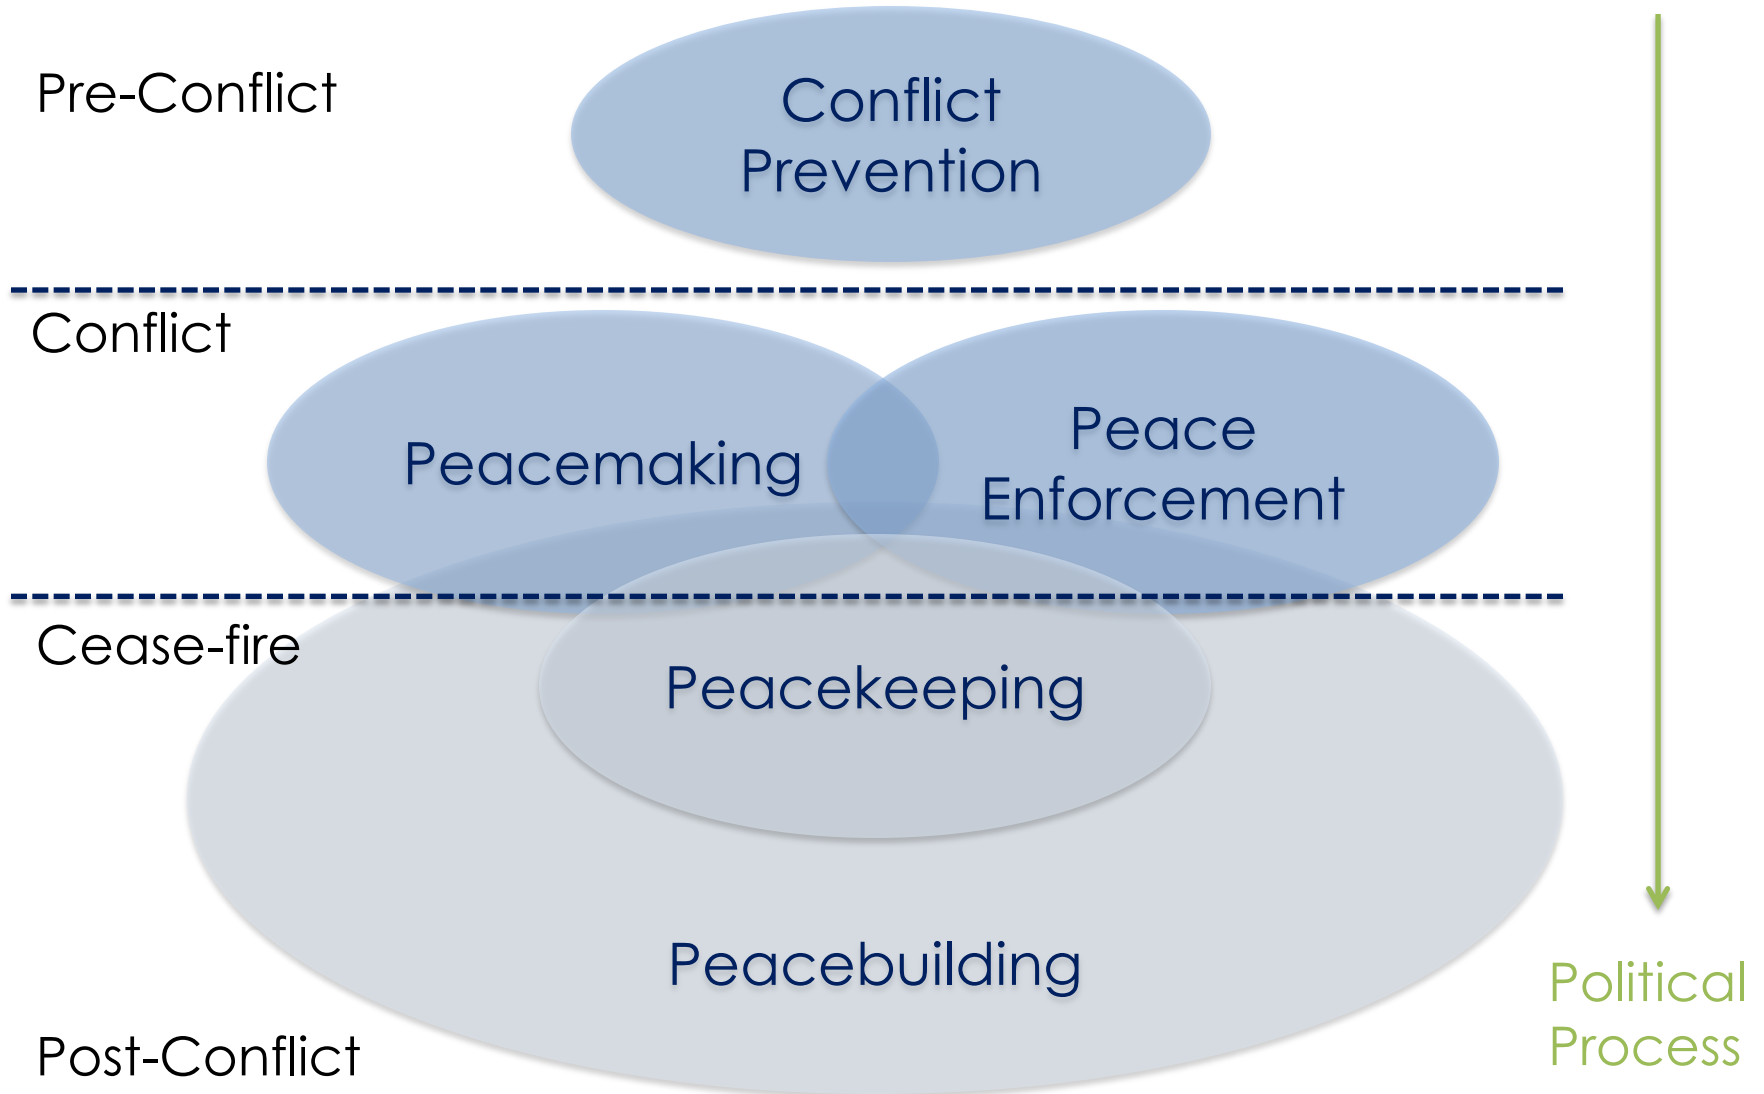 Pre-Conflict
Conflict
Prevention
Conflict
Peacemaking
Peace
Enforcement
Cease-fire
Peacekeeping
Peacebuilding
Post-Conflict
Political
Process